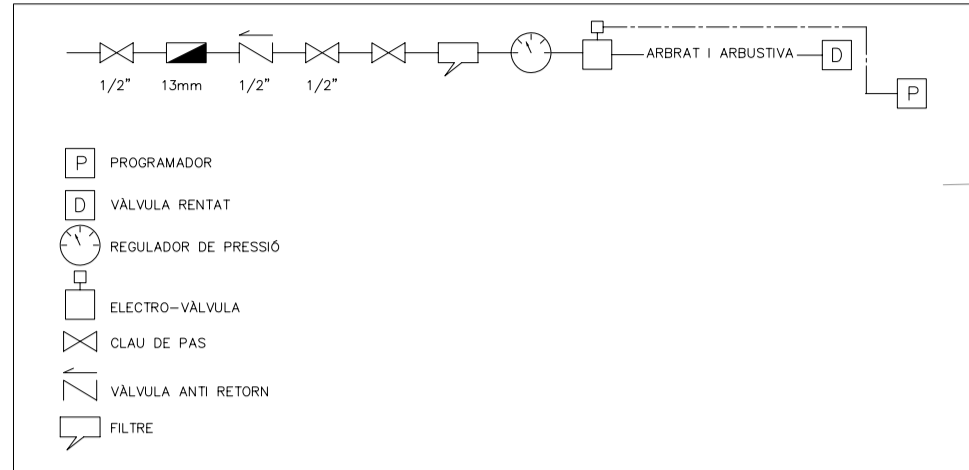 ARBRAT I ARBUSTIVA D
1/2" 13mm 1/2" 1/2"
P
P PROGRAMADOR
D VÀLVULA RENTAT
REGULADOR DE PRESSIÓ
ELECTRO-VÀLVULA
CLAU DE PAS
VÀLVULA ANTI RETORN
FILTRE